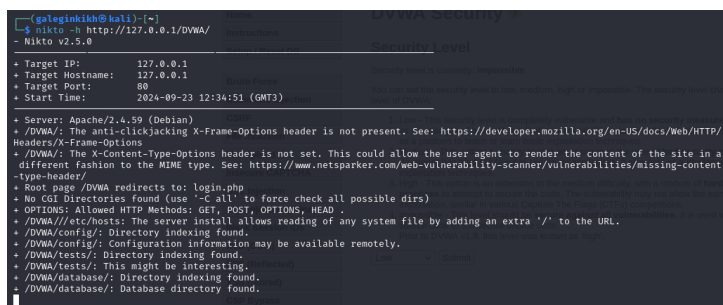 (galeginkikh㉿kali)-[~]
$ nikto -h http://127.0.0.1/DVWA/
- Nikto v2.5.0
+ Target IP: 127.0.0.1
+ Target Hostname: 127.0.0.1
+ Target Port: 80
+ Start Time: 2024-09-23 12:34:51 (GMT3)
+ Server: Apache/2.4.59 (Debian)
+ /DVWA/: The anti-clickjacking X-Frame-Options header is not present. See: https://developer.mozilla.org/en-US/docs/Web/HTTP/
Headers/X-Frame-Options
+ /DVWA/: The X-Content-Type-Options header is not set. This could allow the user agent to render the content of the site in a
different fashion to the MIME type. See: https://www.netsparker.com/web-vulnerability-scanner/vulnerabilities/missing-content
-type-header/
+ Root page /DVWA redirects to: login.php
+ No CGI Directories found (use '-C all' to force check all possible dirs)
+ OPTIONS: Allowed HTTP Methods: GET, POST, OPTIONS, HEAD .
+ /DVWA///etc/hosts: The server install allows reading of any system file by adding an extra '/' to the URL.
+ /DVWA/config/: Directory indexing found.
+ /DVWA/config/: Configuration information may be available remotely.
+ /DVWA/tests/: Directory indexing found.
+ /DVWA/tests/: This might be interesting.
+ /DVWA/database/: Directory indexing found.
+ /DVWA/database/: Database directory found.
DVWA Security
Security Level
Home
Instructions
Brute Force